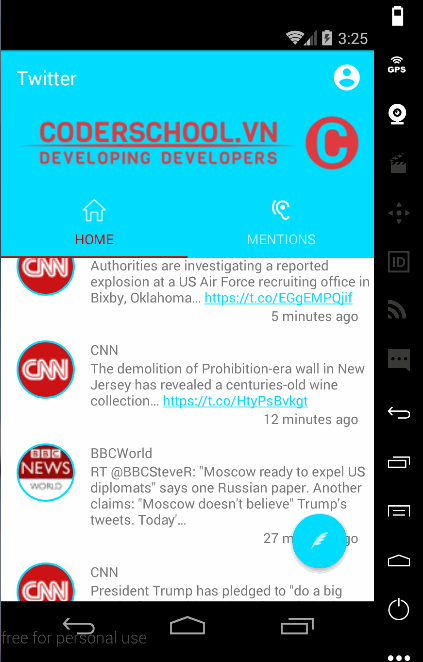 3:25
GPS
Twitter
CODERSCHOOL.VN
DEVELOPING DEVELOPERS
C
HOME
MENTIONS
ID
CNN
Authorities are investigating a reported
explosion at a US Air Force recruiting office in
Bixby, Oklahoma… https://t.co/EGgEMPQjif
5 minutes ago
CNN
CNN
The demolition of Prohibition-era wall in New
Jersey has revealed a centuries-old wine
collection… https://t.co/HtyPsBvkgt
12 minutes ago
BBC
NEWS
WORLD
BBCWorld
RT @BBCSteveR: "Moscow ready to expel US
diplomats" says one Russian paper. Another
claims: "Moscow doesn't believe" Trump's
tweets. Today'…
27 m go
CNN
CNN
President Trump has pledged to "do a big
free for personal use